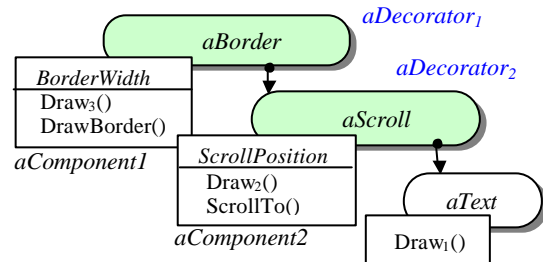 aDecorator₁
aBorder
aDecorator₂
BorderWidth
Draw₃()
DrawBorder()
aComponent1
aScroll
ScrollPosition
Draw₂()
ScrollTo()
aComponent2
aText
Draw₁()